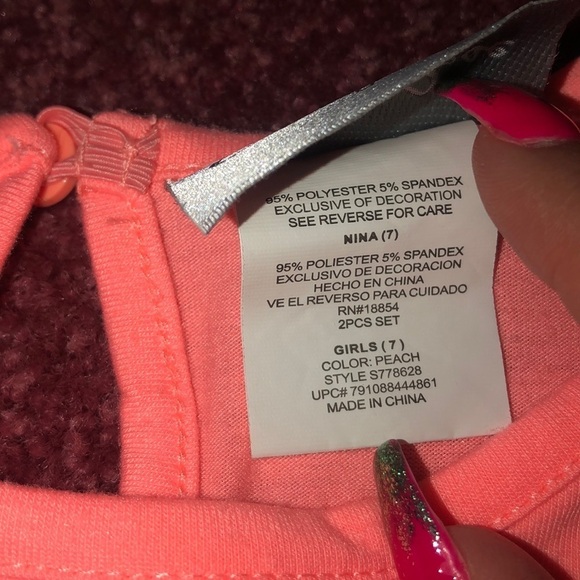 95% POLYESTER 5% SPANDEX
EXCLUSIVE OF DECORATION
SEE REVERSE FOR CARE
NINA (7)
95% POLIESTER 5% SPANDEX
EXCLUSIVO DE DECORACION
HECHO EN CHINA
VE EL REVERSO PARA CUIDADO
RN#18854
2PCS SET
GIRLS ( 7 )
COLOR: PEACH
STYLE S778628
UPC# 791088444861
MADE IN CHINA